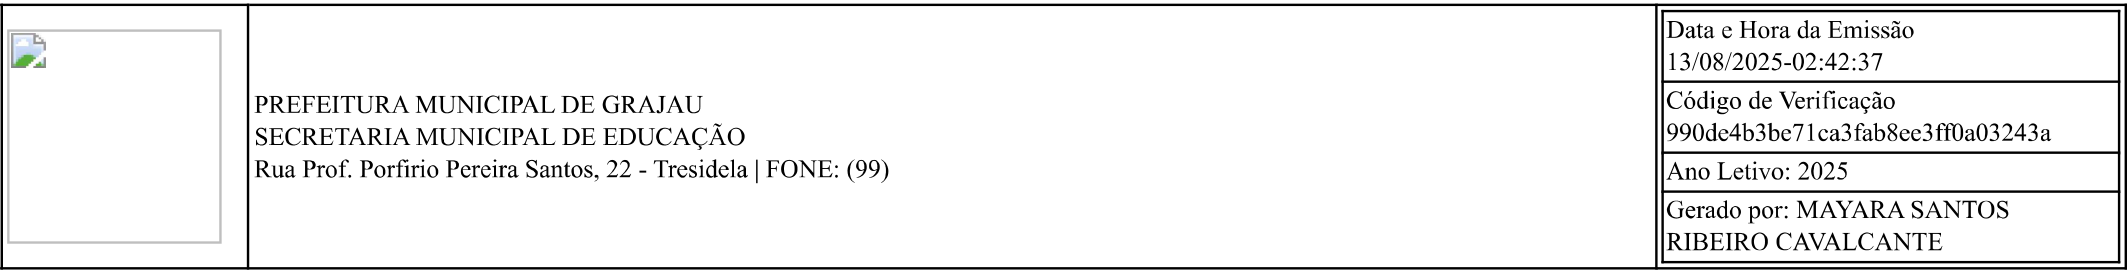 PREFEITURA MUNICIPAL DE GRAJAU
SECRETARIA MUNICIPAL DE EDUCAÇÃO
Rua Prof. Porfirio Pereira Santos, 22 - Tresidela | FONE: (99)
Data e Hora da Emissão
13/08/2025-02:42:37
Código de Verificação
990de4b3be71ca3fab8ee3ff0a03243a
Ano Letivo: 2025
Gerado por: MAYARA SANTOS
RIBEIRO CAVALCANTE